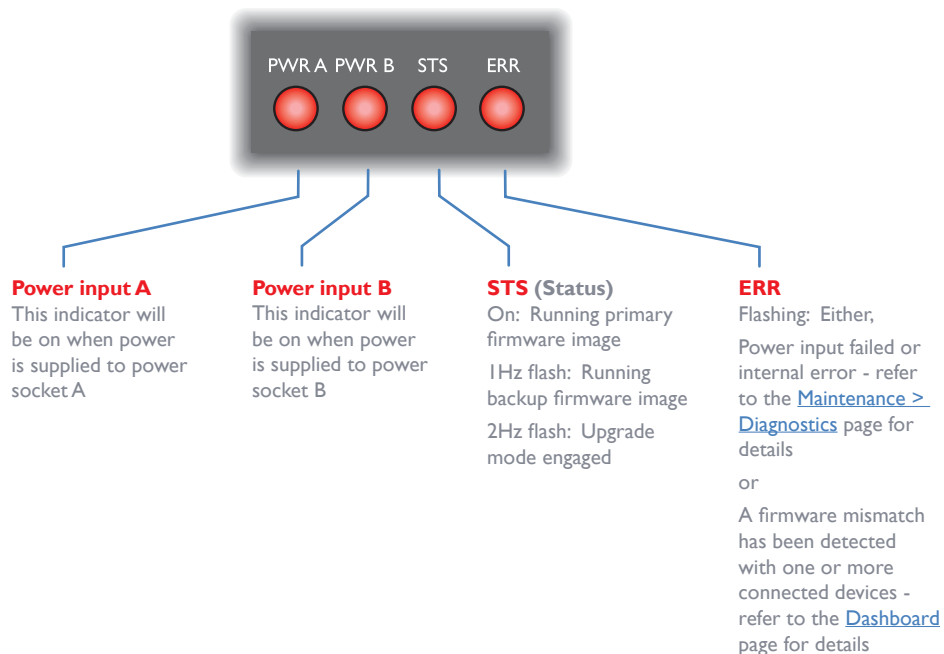 PWR A PWR B STS ERR
Power input A
This indicator will
be on when power
is supplied to power
socket A
Power input B
This indicator will
be on when power
is supplied to power
socket B
STS (Status)
On: Running primary
firmware image
1Hz flash: Running
backup firmware image
2Hz flash: Upgrade
mode engaged
ERR
Flashing: Either,
Power input failed or
internal error - refer
to the Maintenance >
Diagnostics page for
details
or
A firmware mismatch
has been detected
with one or more
connected devices -
refer to the Dashboard
page for details